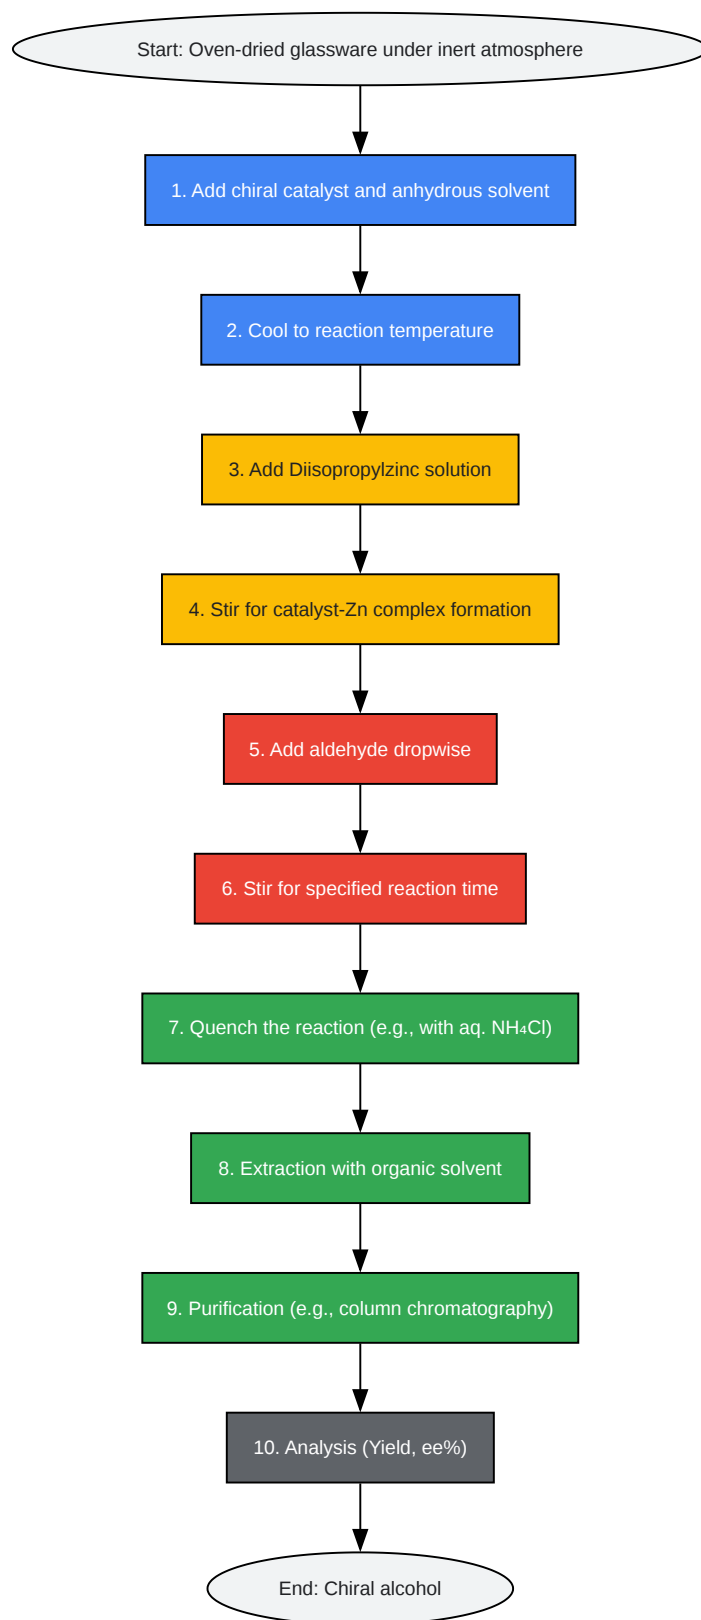 Start: Oven-dried glassware under inert atmosphere
1. Add chiral catalyst and anhydrous solvent
2. Cool to reaction temperature
3. Add Diisopropylzinc solution
4. Stir for catalyst-Zn complex formation
5. Add aldehyde dropwise
6. Stir for specified reaction time
7. Quench the reaction (e.g., with aq. NH₄Cl)
8. Extraction with organic solvent
9. Purification (e.g., column chromatography)
10. Analysis (Yield, ee%)
End: Chiral alcohol